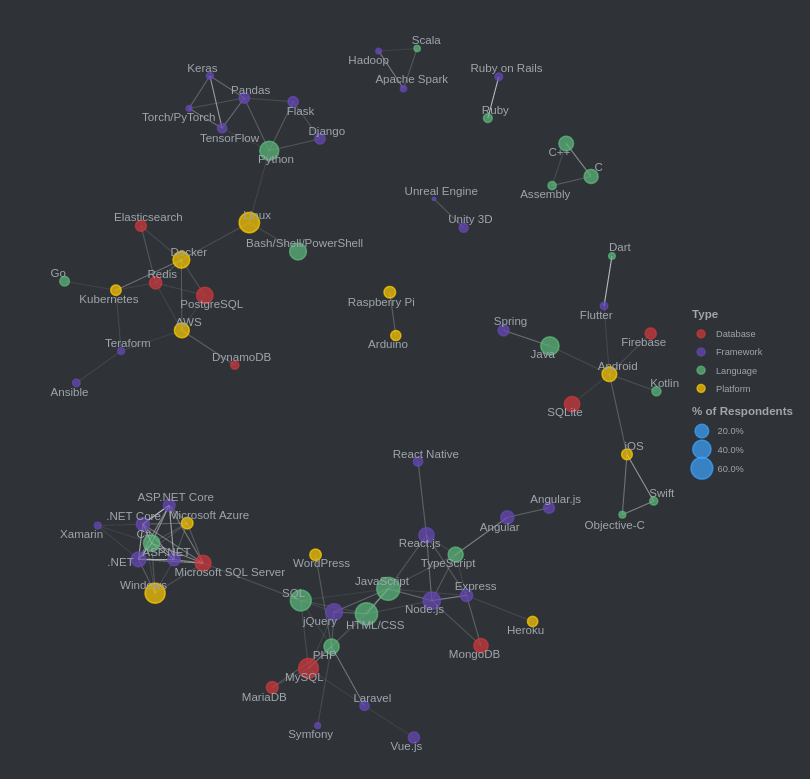 Scala
Hadoop
Keras
Ruby on Rails
Apache Spark
Pandas
Ruby
Flask
Torch/PyTorch
Django
TensorFlow
C++
Python
C
Unreal Engine
Assembly
Elasticsearch
Linux
Unity 3D
Bash/Shell/PowerShell
Dart
Docker
Go
Redis
Kubernetes
PostgreSQL
Raspberry Pi
Type
Flutter
AWS
Spring
Database
Teraform
Arduino
Firebase
Java
Framework
DynamoDB
Android
Language
Ansible
Kotlin
Platform
SQLite
% of Respondents
20.0%
iOS
40.0%
React Native
60.0%
ASP.NET Core
Swift
Angular.js
.NET Core
Microsoft Azure
Objective-C
Angular
Xamarin
C#
React.js
ASP.NET
.NET
WordPress
TypeScript
Microsoft SQL Server
JavaScript
Windows
Express
SQL
Node.js
jQuery
HTML/CSS
Heroku
PHP
MongoDB
MySQL
MariaDB
Laravel
Symfony
Vue.js